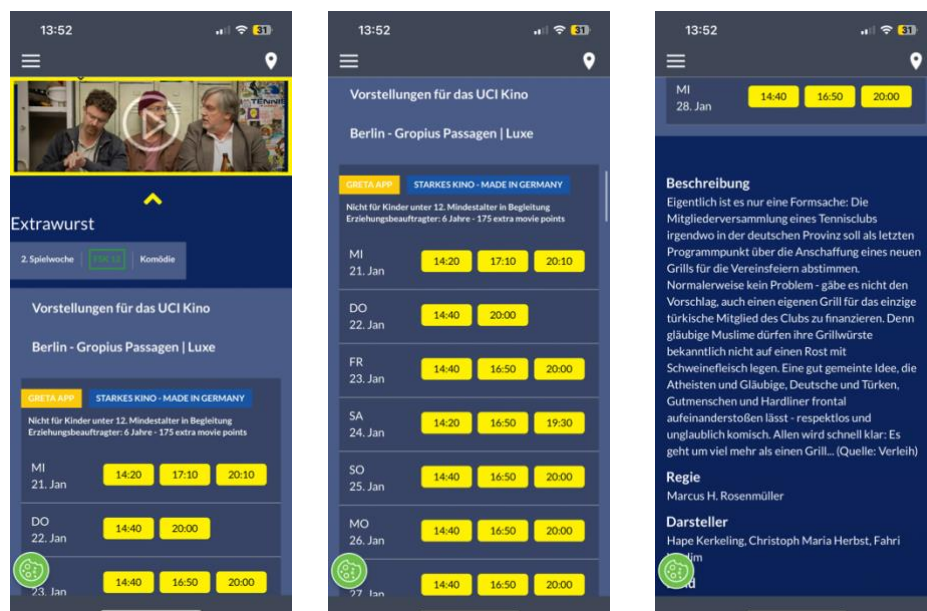 13:52
31
TENNIS
Extrawurst
2. Spielwoche
FSK 12
Komödie
Vorstellungen für das UCI Kino
Berlin - Gropius Passagen | Luxe
GRETA APP
STARKES KINO - MADE IN GERMANY
Nicht für Kinder unter 12. Mindestalter in Begleitung
Erziehungsbeauftragter: 6 Jahre - 175 extra movie points
MI
21. Jan
14:20 17:10 20:10
DO
22. Jan
14:40 20:00
23. Jan
14:40 16:50 20:00
13:52
31
Vorstellungen für das UCI Kino
Berlin - Gropius Passagen | Luxe
GRETA APP
STARKES KINO - MADE IN GERMANY
Nicht für Kinder unter 12. Mindestalter in Begleitung
Erziehungsbeauftragter: 6 Jahre - 175 extra movie points
MI
21. Jan
14:20 17:10 20:10
DO
22. Jan
14:40 20:00
FR
23. Jan
14:40 16:50 20:00
SA
24. Jan
14:20 16:50 19:30
SO
25. Jan
14:40 16:50 20:00
MO
26. Jan
14:40 16:50 20:00
27. Jan
14:40 16:50 20:00
13:52
31
MI
28. Jan
14:40 16:50 20:00
Beschreibung
Eigentlich ist es nur eine Formsache: Die
Mitgliederversammlung eines Tennisclubs
irgendwo in der deutschen Provinz soll als letzten
Programmpunkt über die Anschaffung eines neuen
Grills für die Vereinsfeiern abstimmen.
Normalerweise kein Problem - gäbe es nicht den
Vorschlag, auch einen eigenen Grill für das einzige
türkische Mitglied des Clubs zu finanzieren. Denn
gläubige Muslime dürfen ihre Grillwürste
bekanntlich nicht auf einen Rost mit
Schweinefleisch legen. Eine gut gemeinte Idee, die
Atheisten und Gläubige, Deutsche und Türken,
Gutmenschen und Hardliner frontal
aufeinanderstoßen lässt - respektlos und
unglaublich komisch. Allen wird schnell klar: Es
geht um viel mehr als einen Grill... (Quelle: Verleih)
Regie
Marcus H. Rosenmüller
Darsteller
Hape Kerkeling, Christoph Maria Herbst, Fahri